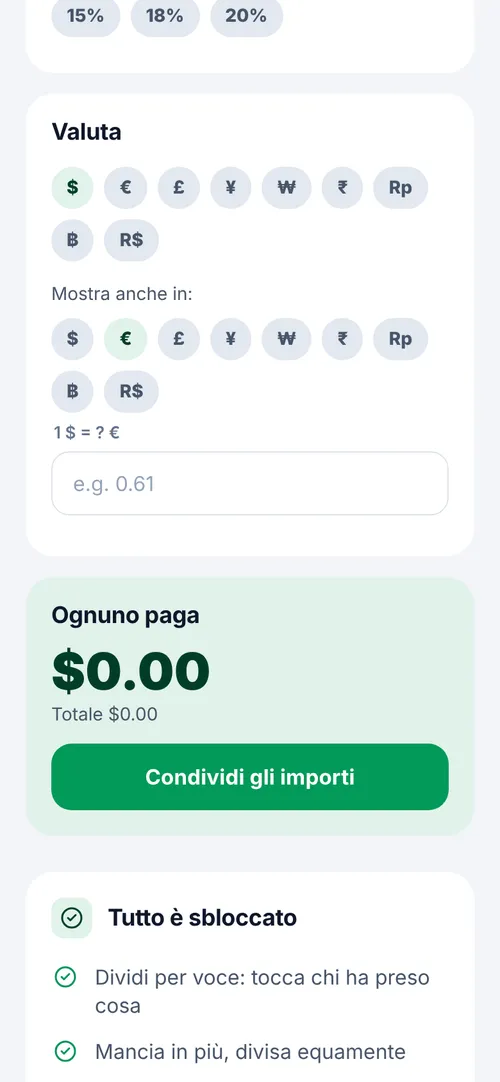 15% 18% 20%
Valuta
$ € £ ¥ ₩ ₹ Rp
฿ R$
Mostra anche in:
$ € £ ¥ ₩ ₹ Rp
฿ R$
1 $ = ? €
e.g. 0.61
Ognuno paga
$0.00
Totale $0.00
Condividi gli importi
Tutto è sbloccato
Dividi per voce: tocca chi ha preso
cosa
Mancia in più, divisa equamente